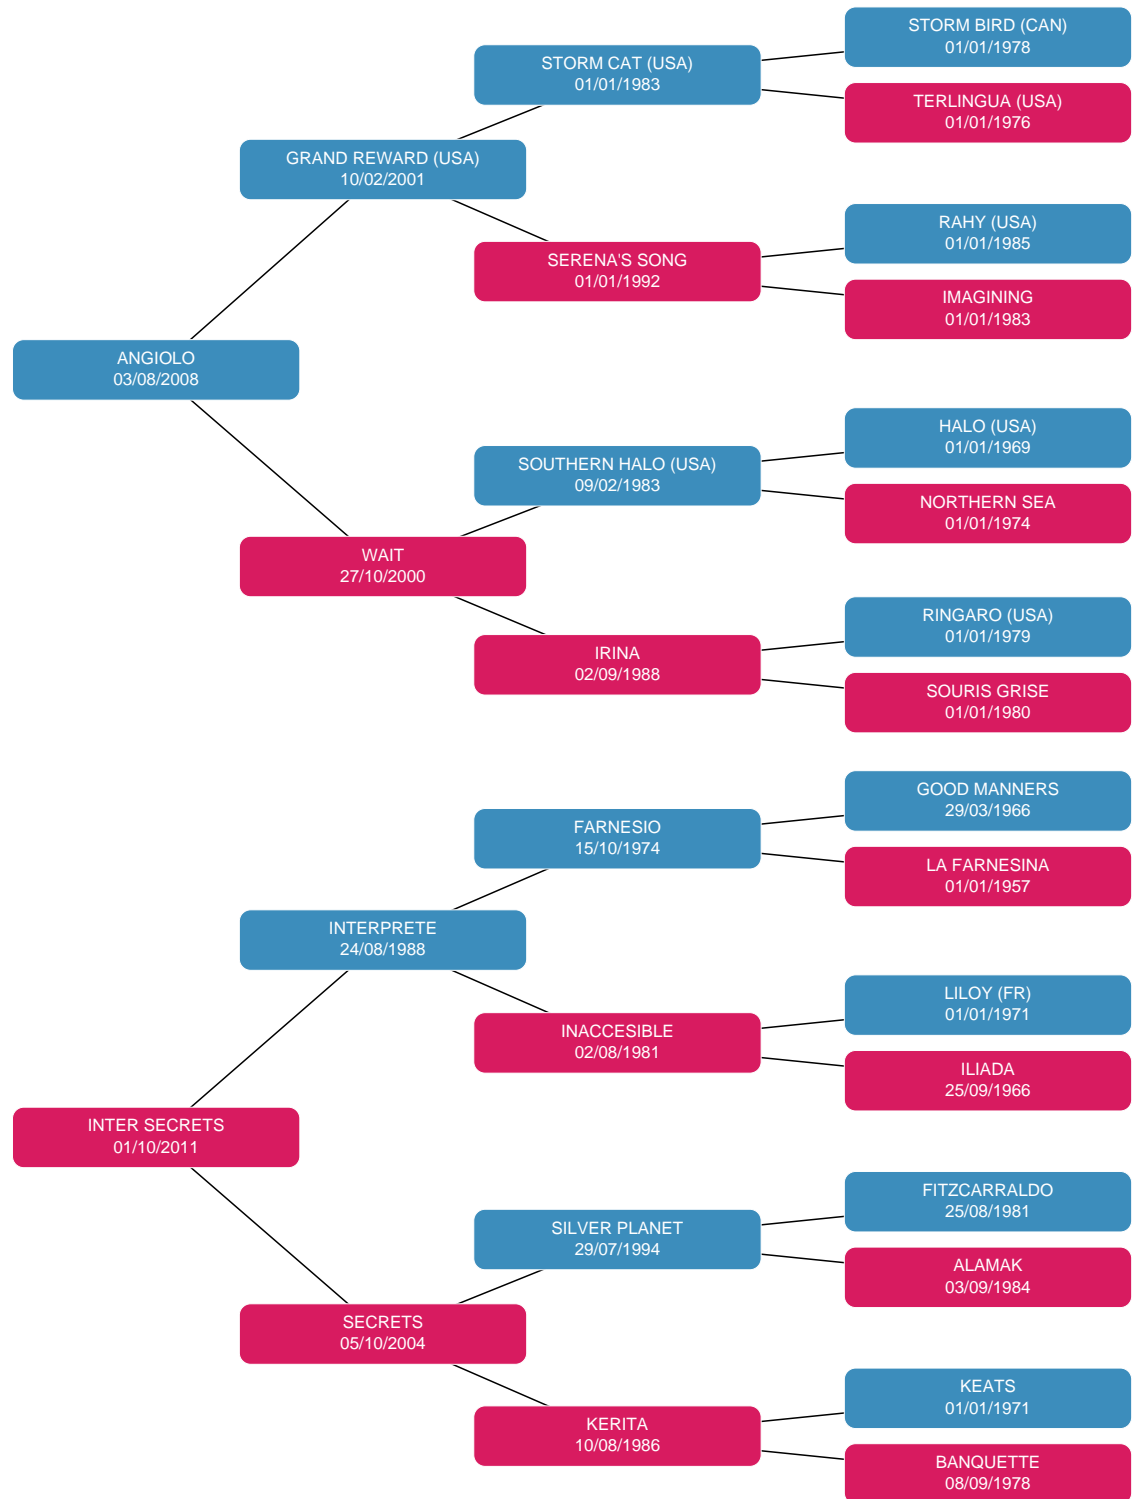 STORM BIRD (CAN)
01/01/1978
STORM CAT (USA)
01/01/1983
TERLINGUA (USA)
01/01/1976
GRAND REWARD (USA)
10/02/2001
RAHY (USA)
01/01/1985
SERENA'S SONG
01/01/1992
IMAGINING
01/01/1983
ANGIOLO
03/08/2008
HALO (USA)
01/01/1969
SOUTHERN HALO (USA)
09/02/1983
NORTHERN SEA
01/01/1974
WAIT
27/10/2000
RINGARO (USA)
01/01/1979
IRINA
02/09/1988
SOURIS GRISE
01/01/1980
GOOD MANNERS
29/03/1966
FARNESIO
15/10/1974
LA FARNESINA
01/01/1957
INTERPRETE
24/08/1988
LILOY (FR)
01/01/1971
INACCESIBLE
02/08/1981
ILIADA
25/09/1966
INTER SECRETS
01/10/2011
FITZCARRALDO
25/08/1981
SILVER PLANET
29/07/1994
ALAMAK
03/09/1984
SECRETS
05/10/2004
KEATS
01/01/1971
KERITA
10/08/1986
BANQUETTE
08/09/1978